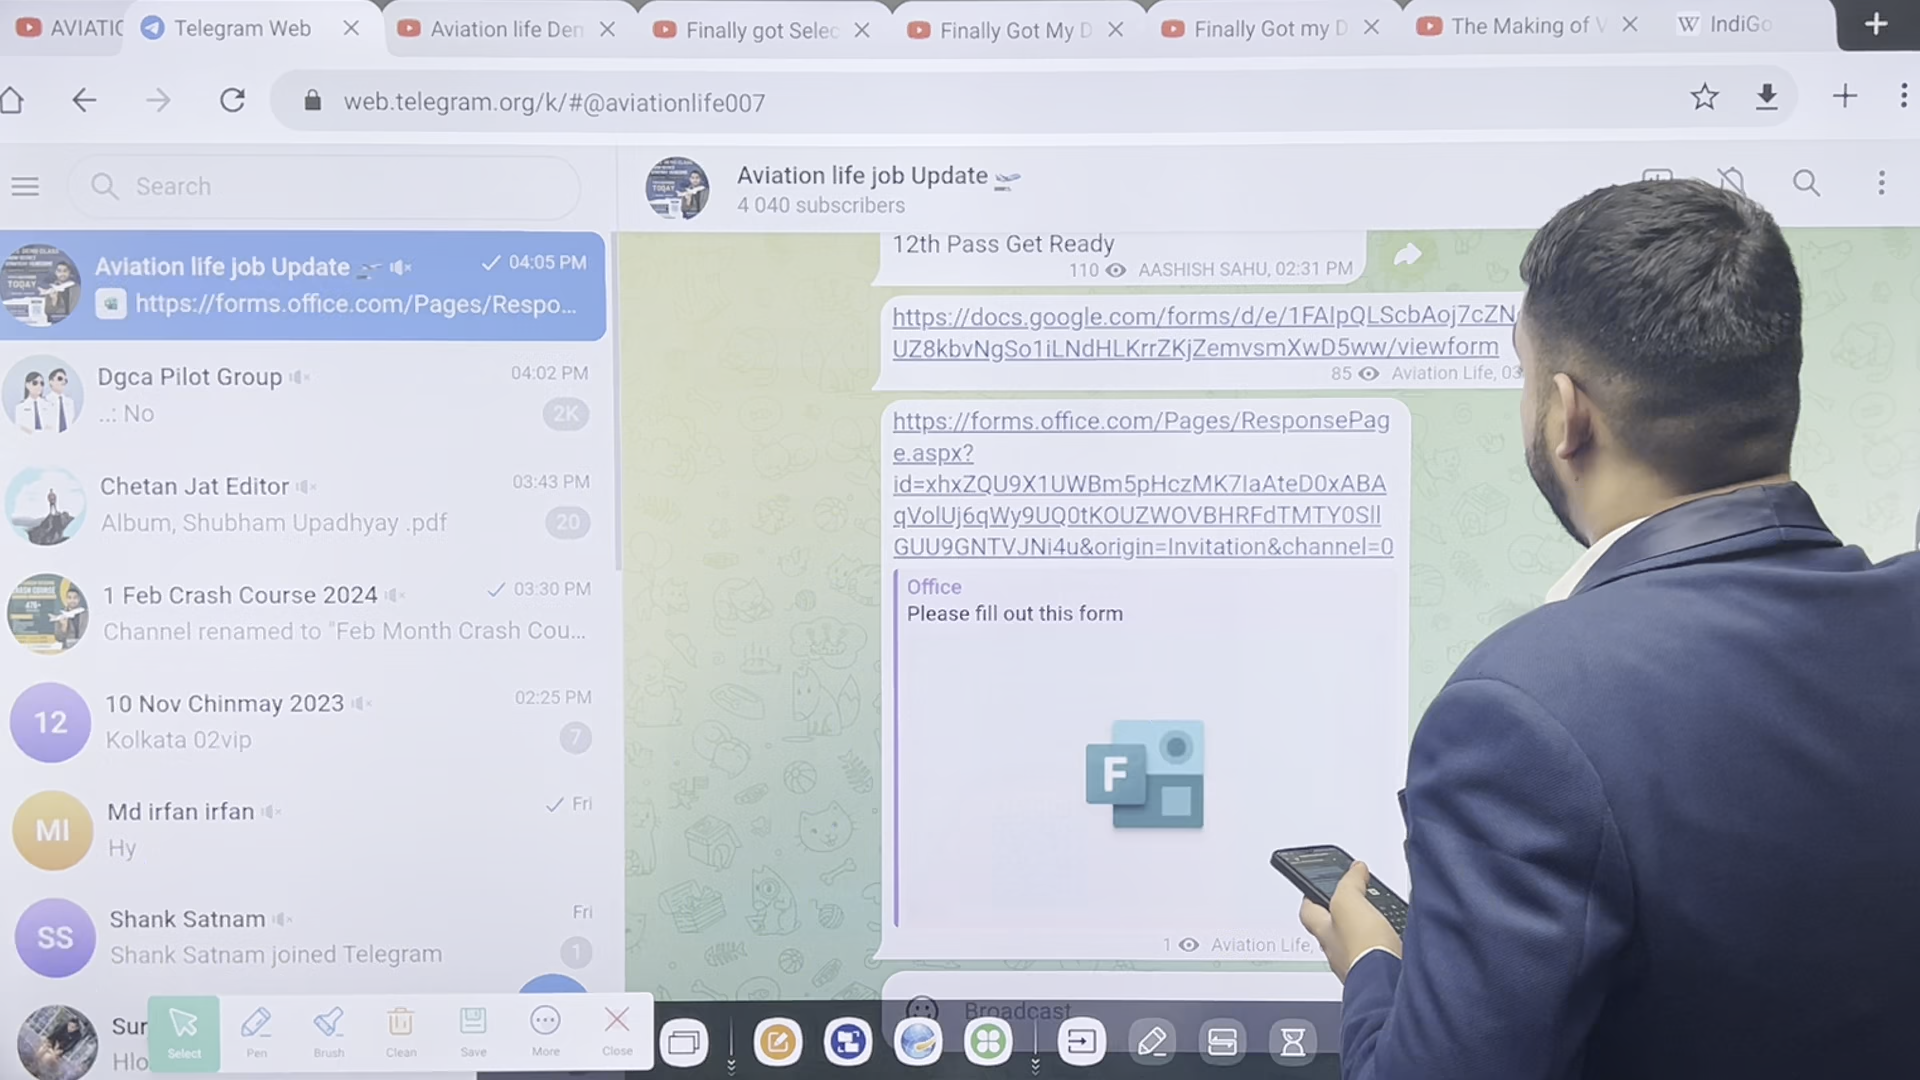 AVIATIC
Telegram Web
Aviation life Den
Finally got Selec
Finally Got My D
Finally Got my D
The Making of V
W IndiGo
web.telegram.org/k/#@aviationlife007
Search
Aviation life job Update
4 040 subscribers
Aviation life job Update
04:05 PM
https://forms.office.com/Pages/Respo...
Dgca Pilot Group
04:02 PM
..: No
2K
Chetan Jat Editor
03:43 PM
Album, Shubham Upadhyay .pdf
20
1 Feb Crash Course 2024
03:30 PM
Channel renamed to "Feb Month Crash Cou...
12
10 Nov Chinmay 2023
02:25 PM
Kolkata 02vip
7
MI
Md irfan irfan
Fri
Hy
SS
Shank Satnam
Fri
Shank Satnam joined Telegram
1
Sur
Hlo
12th Pass Get Ready
110 AASHISH SAHU, 02:31 PM
https://docs.google.com/forms/d/e/1FAIpQLScbAoj7cZN
UZ8kbvNgSo1iLNdHLKrrZKjZemvsmXwD5ww/viewform
85 Aviation Life, 03
https://forms.office.com/Pages/ResponsePag
e.aspx?
id=xhxZQU9X1UWBm5pHczMK7IaAteD0xABA
qVolUj6qWy9UQ0tKOUZWOVBHRFdTMTY0SlI
GUU9GNTVJNi4u&origin=Invitation&channel=0
Office
Please fill out this form
F
1 Aviation Life,
Broadcast
Select
Pen
Brush
Clean
Save
More
Close